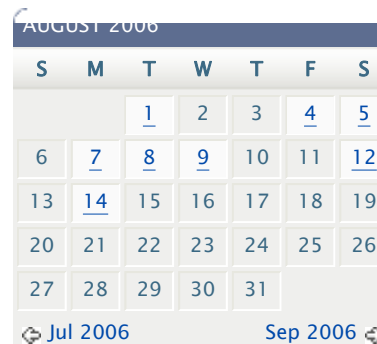 AUGUST 2006
S M T W T F S
1 2 3 4 5
6 7 8 9 10 11 12
13 14 15 16 17 18 19
20 21 22 23 24 25 26
27 28 29 30 31
Jul 2006 Sep 2006